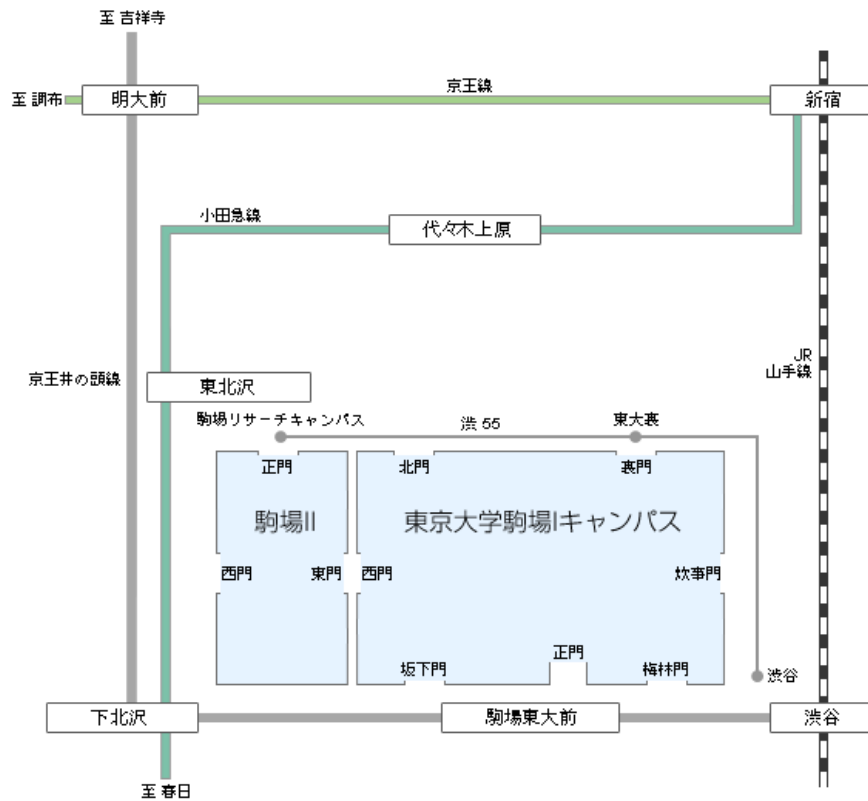 至 吉祥寺
至 調布
明大前
京王線
新宿
小田急線
代々木上原
JR
山手線
京王井の頭線
東北沢
駒場リサーチキャンパス
渋 55
東大裏
正門
北門
裏門
駒場II
東京大学駒場Iキャンパス
西門
東門
西門
炊事門
坂下門
正門
梅林門
渋谷
下北沢
駒場東大前
渋谷
至 春日